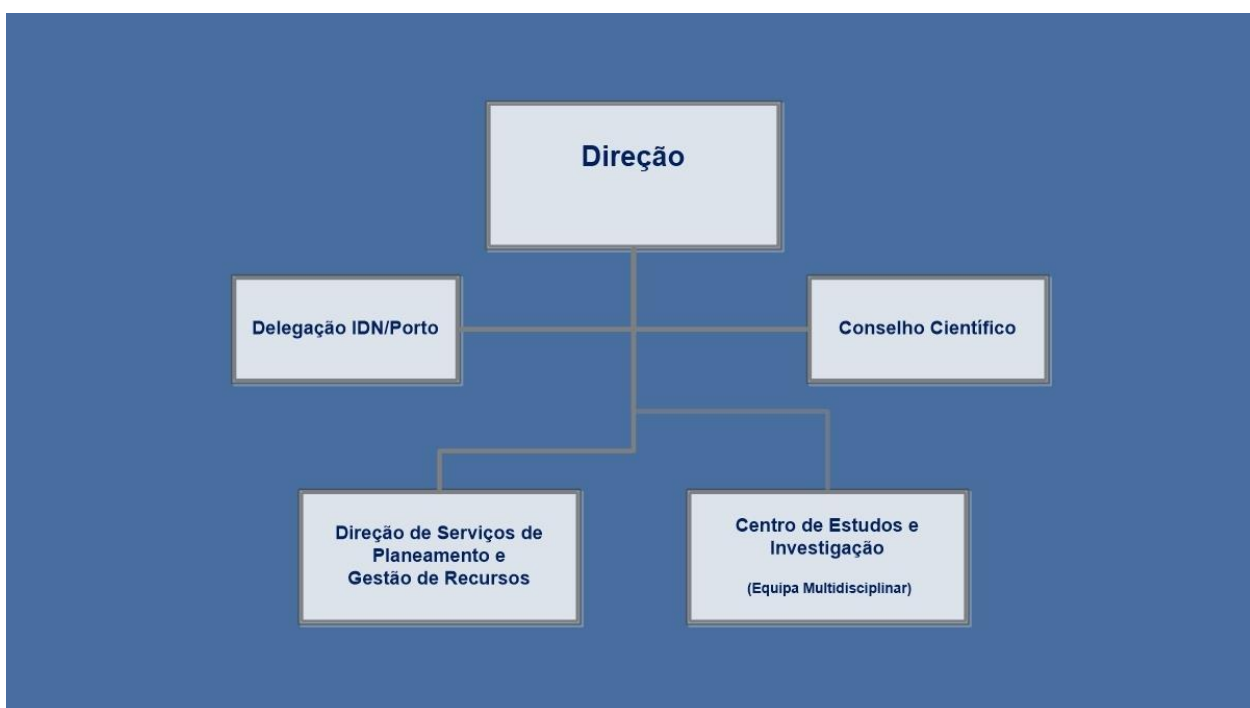 Direção
Delegação IDN/Porto
Conselho Científico
Direção de Serviços de
Planeamento e
Gestão de Recursos
Centro de Estudos e
Investigação
(Equipa Multidisciplinar)